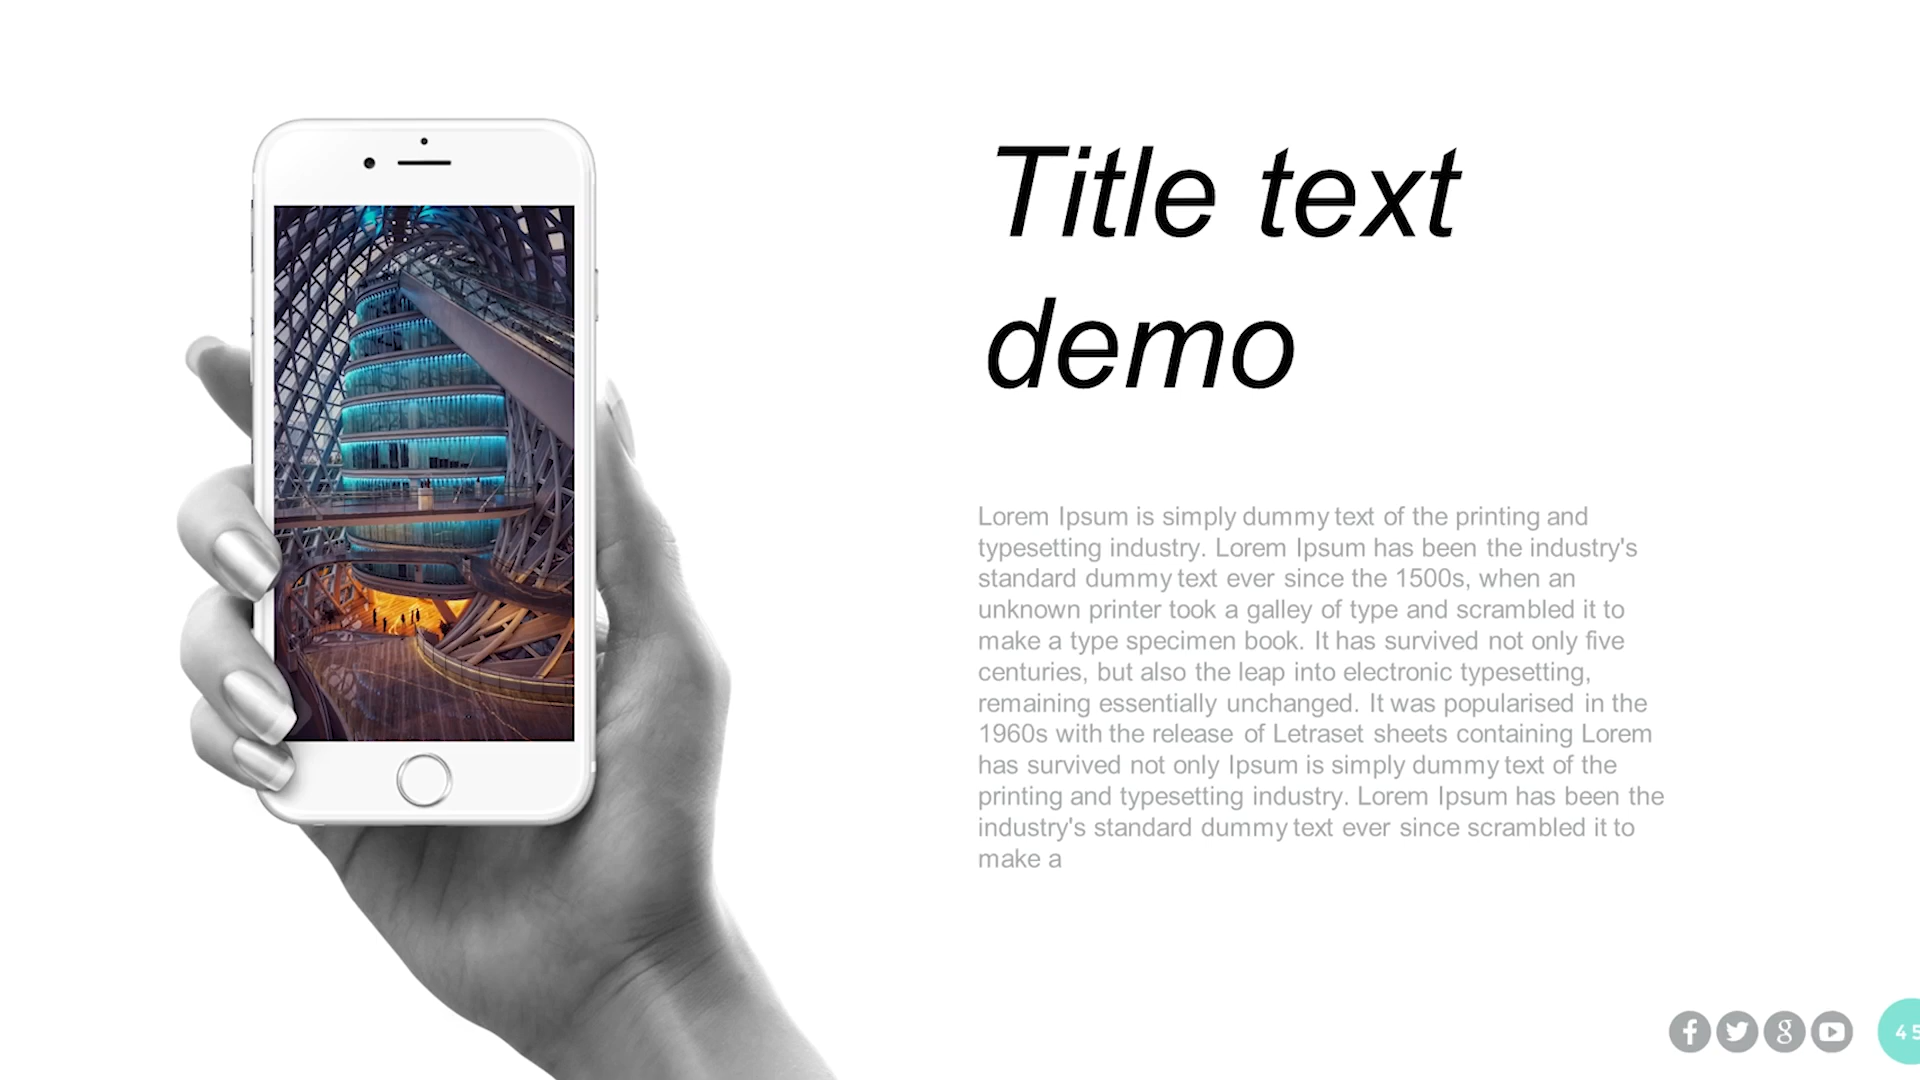 Title text
demo
Lorem Ipsum is simply dummy text of the printing and
typesetting industry. Lorem Ipsum has been the industry's
standard dummy text ever since the 1500s, when an
unknown printer took a galley of type and scrambled it to
make a type specimen book. It has survived not only five
centuries, but also the leap into electronic typesetting,
remaining essentially unchanged. It was popularised in the
1960s with the release of Letraset sheets containing Lorem
has survived not only Ipsum is simply dummy text of the
printing and typesetting industry. Lorem Ipsum has been the
industry's standard dummy text ever since scrambled it to
make a
45